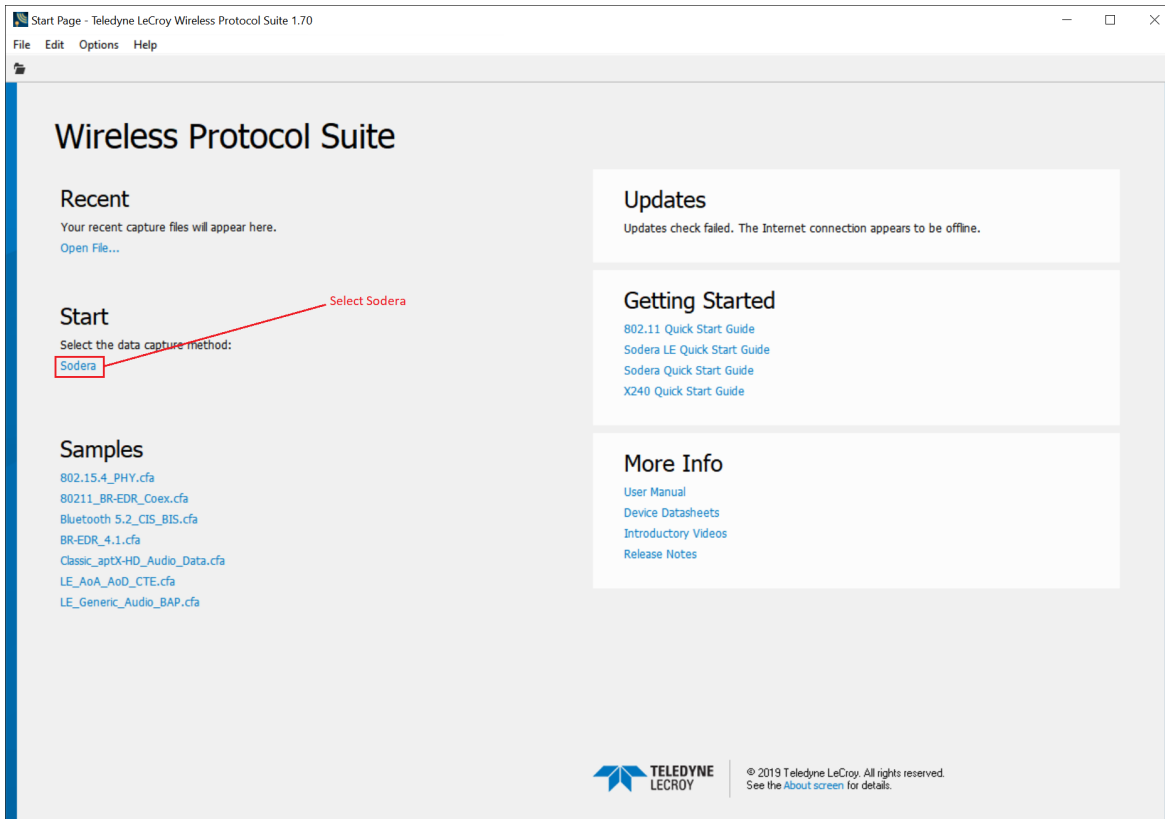 Start Page - Teledyne LeCroy Wireless Protocol Suite 1.70
File Edit Options Help
Wireless Protocol Suite
Recent
Your recent capture files will appear here.
Open File...
Select Sodera
Start
Select the data capture method:
Sodera
Samples
802.15.4_PHY.cfa
80211_BR-EDR_Coex.cfa
Bluetooth 5.2_CIS_BIS.cfa
BR-EDR_4.1.cfa
Classic_aptX-HD_Audio_Data.cfa
LE_AoA_AoD_CTE.cfa
LE_Generic_Audio_BAP.cfa
Updates
Updates check failed. The Internet connection appears to be offline.
Getting Started
802.11 Quick Start Guide
Sodera LE Quick Start Guide
Sodera Quick Start Guide
X240 Quick Start Guide
More Info
User Manual
Device Datasheets
Introductory Videos
Release Notes
TELEDYNE
LECROY
© 2019 Teledyne LeCroy. All rights reserved.
See the About screen for details.